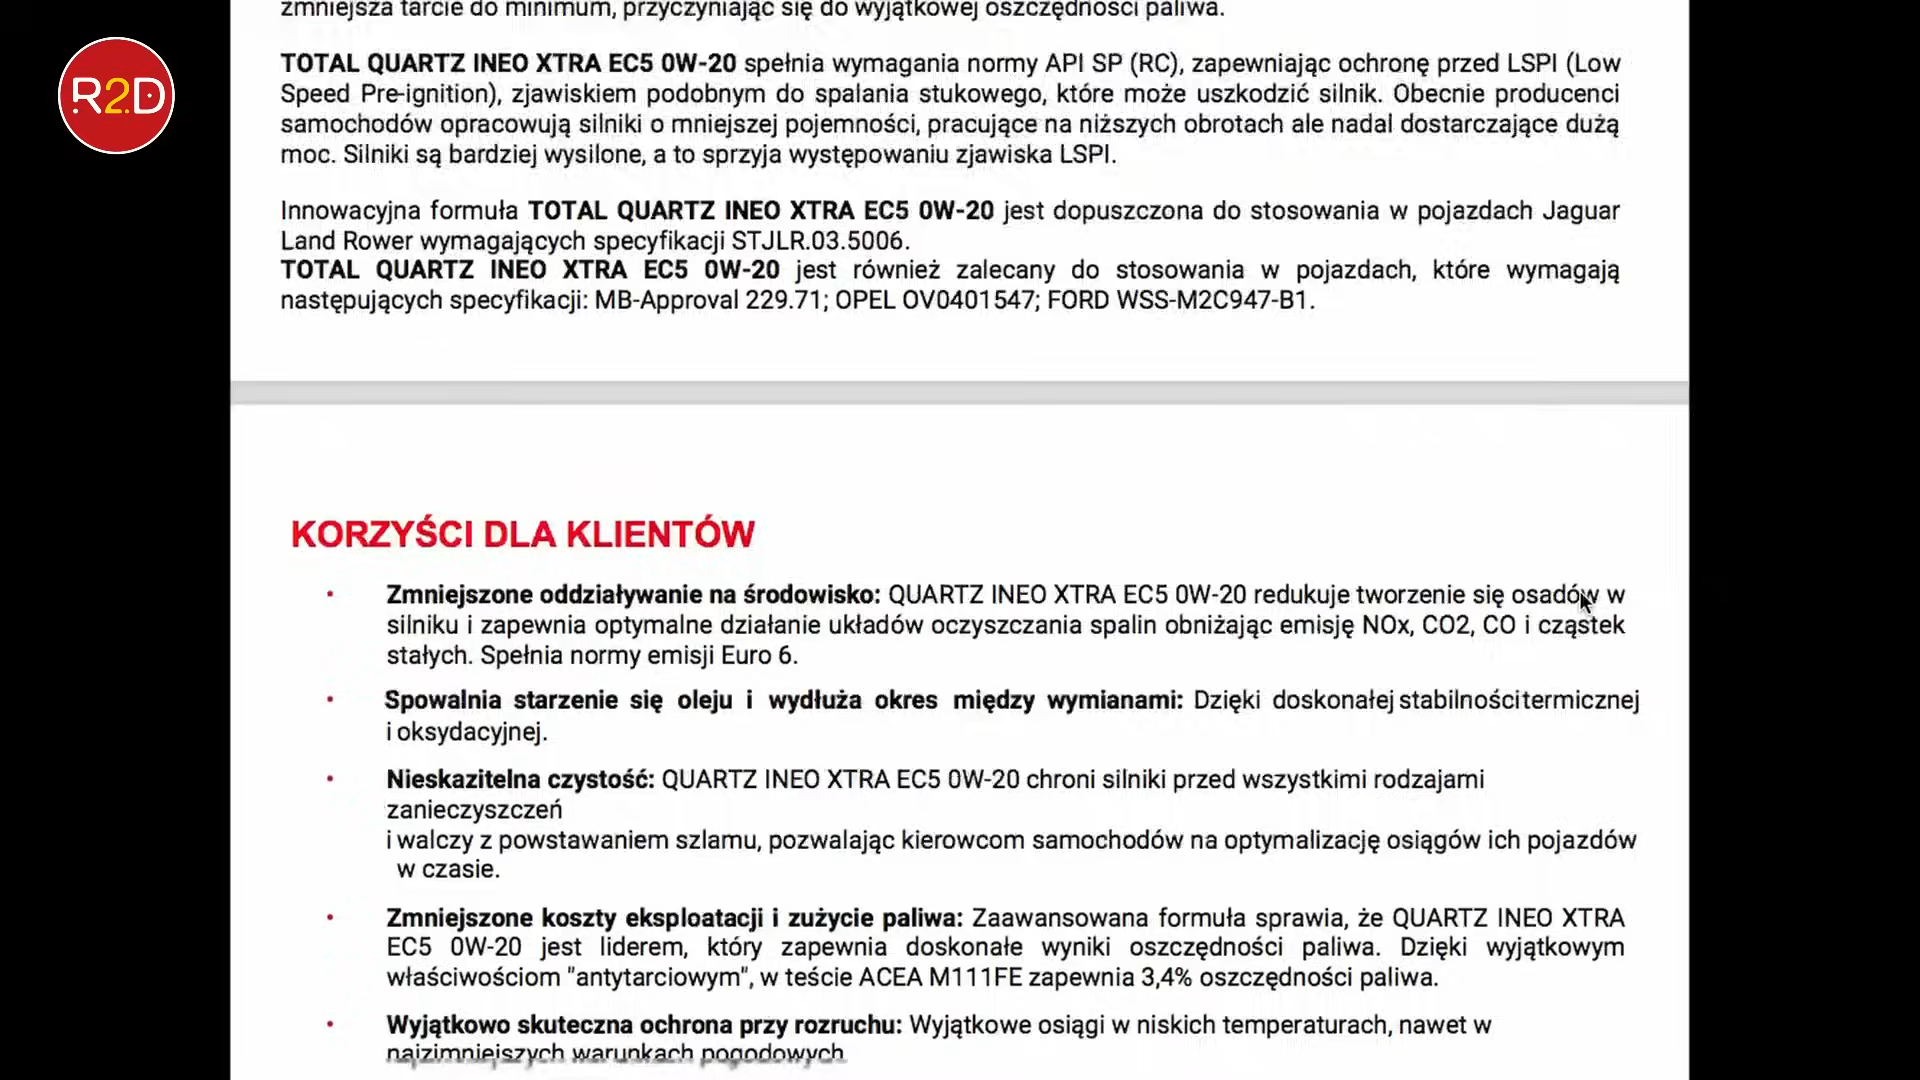 R2D
zmniejsza tarcie do minimum, przyczyniając się do wyjątkowej oszczędności paliwa.
TOTAL QUARTZ INEO XTRA EC5 0W-20 spełnia wymagania normy API SP (RC), zapewniając ochronę przed LSPI (Low
Speed Pre-ignition), zjawiskiem podobnym do spalania stukowego, które może uszkodzić silnik. Obecnie producenci
samochodów opracowują silniki o mniejszej pojemności, pracujące na niższych obrotach ale nadal dostarczające dużą
moc. Silniki są bardziej wysilone, a to sprzyja występowaniu zjawiska LSPI.
Innowacyjna formuła TOTAL QUARTZ INEO XTRA EC5 0W-20 jest dopuszczona do stosowania w pojazdach Jaguar
Land Rower wymagających specyfikacji STJLR.03.5006.
TOTAL QUARTZ INEO XTRA EC5 0W-20 jest również zalecany do stosowania w pojazdach, które wymagają
następujących specyfikacji: MB-Approval 229.71; OPEL OV0401547; FORD WSS-M2C947-B1.
KORZYŚCI DLA KLIENTÓW
• Zmniejszone oddziaływanie na środowisko: QUARTZ INEO XTRA EC5 0W-20 redukuje tworzenie się osadów w
silniku i zapewnia optymalne działanie układów oczyszczania spalin obniżając emisję NOx, CO2, CO i cząstek
stałych. Spełnia normy emisji Euro 6.
• Spowalnia starzenie się oleju i wydłuża okres między wymianami: Dzięki doskonałej stabilnościtermicznej
i oksydacyjnej.
• Nieskazitelna czystość: QUARTZ INEO XTRA EC5 0W-20 chroni silniki przed wszystkimi rodzajami
zanieczyszczeń
i walczy z powstawaniem szlamu, pozwalając kierowcom samochodów na optymalizację osiągów ich pojazdów
w czasie.
• Zmniejszone koszty eksploatacji i zużycie paliwa: Zaawansowana formuła sprawia, że QUARTZ INEO XTRA
EC5 0W-20 jest liderem, który zapewnia doskonałe wyniki oszczędności paliwa. Dzięki wyjątkowym
właściwościom "antytarciowym", w teście ACEA M111FE zapewnia 3,4% oszczędności paliwa.
• Wyjątkowo skuteczna ochrona przy rozruchu: Wyjątkowe osiągi w niskich temperaturach, nawet w
najzimniejszych warunkach pogodowych.